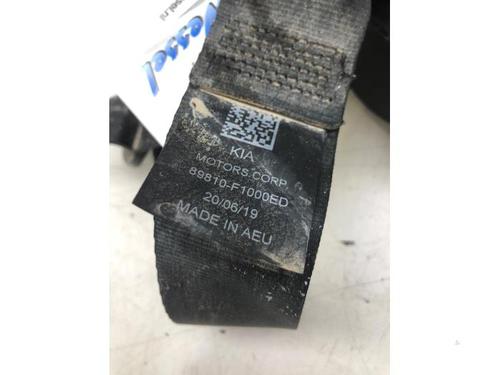 KIA
MOTORS CORP.
89810-F1000ED
20/06/19
MADE IN AEU